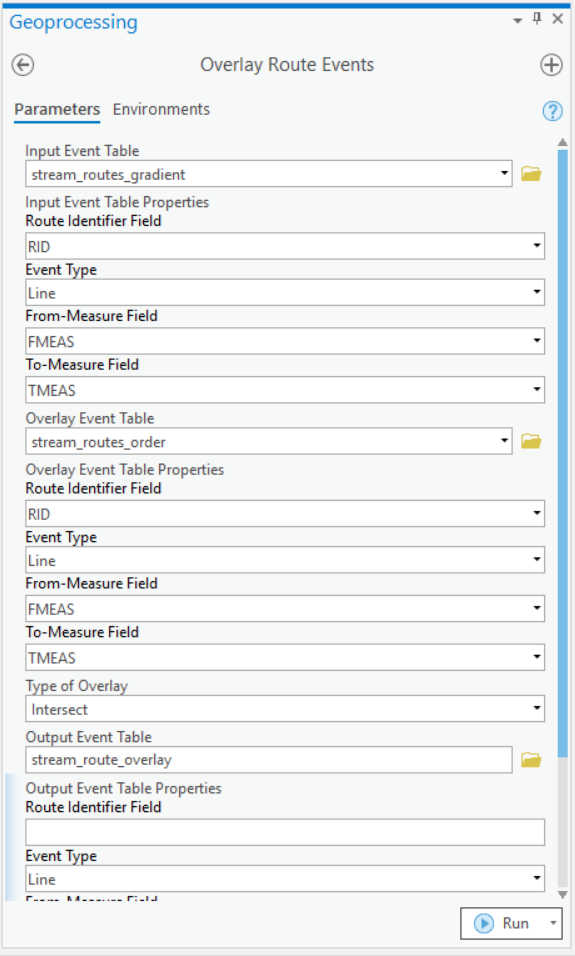 Geoprocessing
Overlay Route Events
Parameters Environments
Input Event Table
stream_routes_gradient
Input Event Table Properties
Route Identifier Field
RID
Event Type
Line
From-Measure Field
FMEAS
To-Measure Field
TMEAS
Overlay Event Table
stream_routes_order
Overlay Event Table Properties
Route Identifier Field
RID
Event Type
Line
From-Measure Field
FMEAS
To-Measure Field
TMEAS
Type of Overlay
Intersect
Output Event Table
stream_route_overlay
Output Event Table Properties
Route Identifier Field
Event Type
Line
From-Measure Field
Run